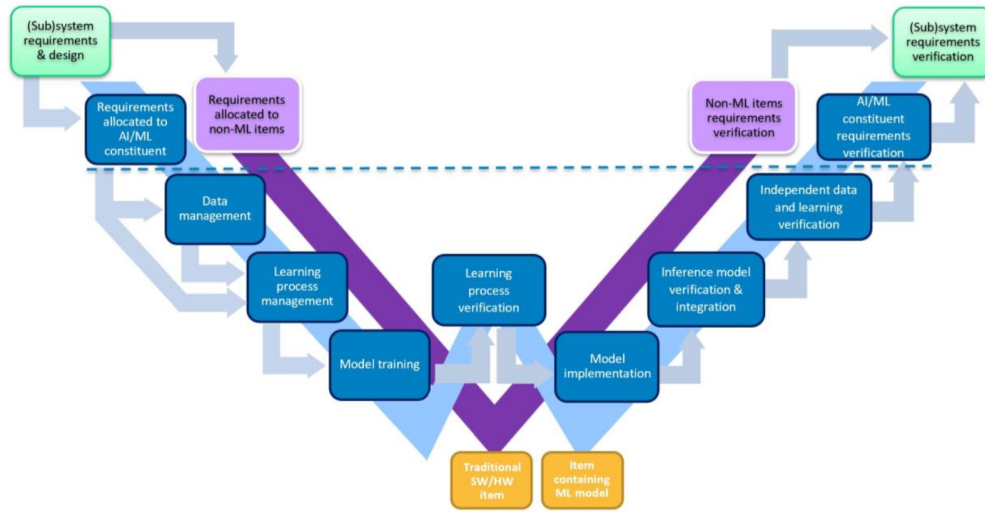 (Sub)system
requirements
& design
(Sub)system
requirements
verification
Requirements
allocated to
non-ML items
Non-ML items
requirements
verification
Requirements
allocated to AI/ML
constituent
AI/ML
constituent
requirements
verification
Data
management
Independent data
and learning
verification
Learning
process
management
Learning
process
verification
Inference model
verification &
integration
Model training
Model
implementation
Traditional
SW/HW
item
Item
containing
ML model